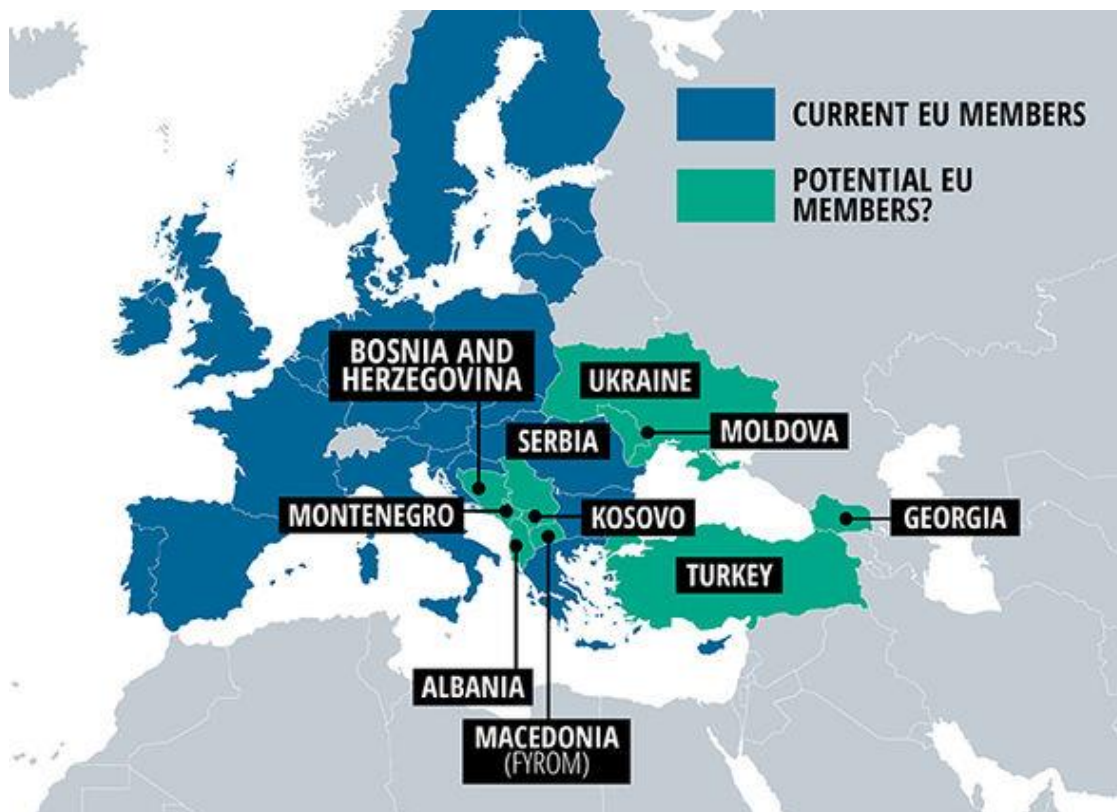 CURRENT EU MEMBERS
POTENTIAL EU
MEMBERS?
BOSNIA AND
HERZEGOVINA
UKRAINE
SERBIA
MOLDOVA
MONTENEGRO
KOSOVO
GEORGIA
TURKEY
ALBANIA
MACEDONIA
(FYROM)